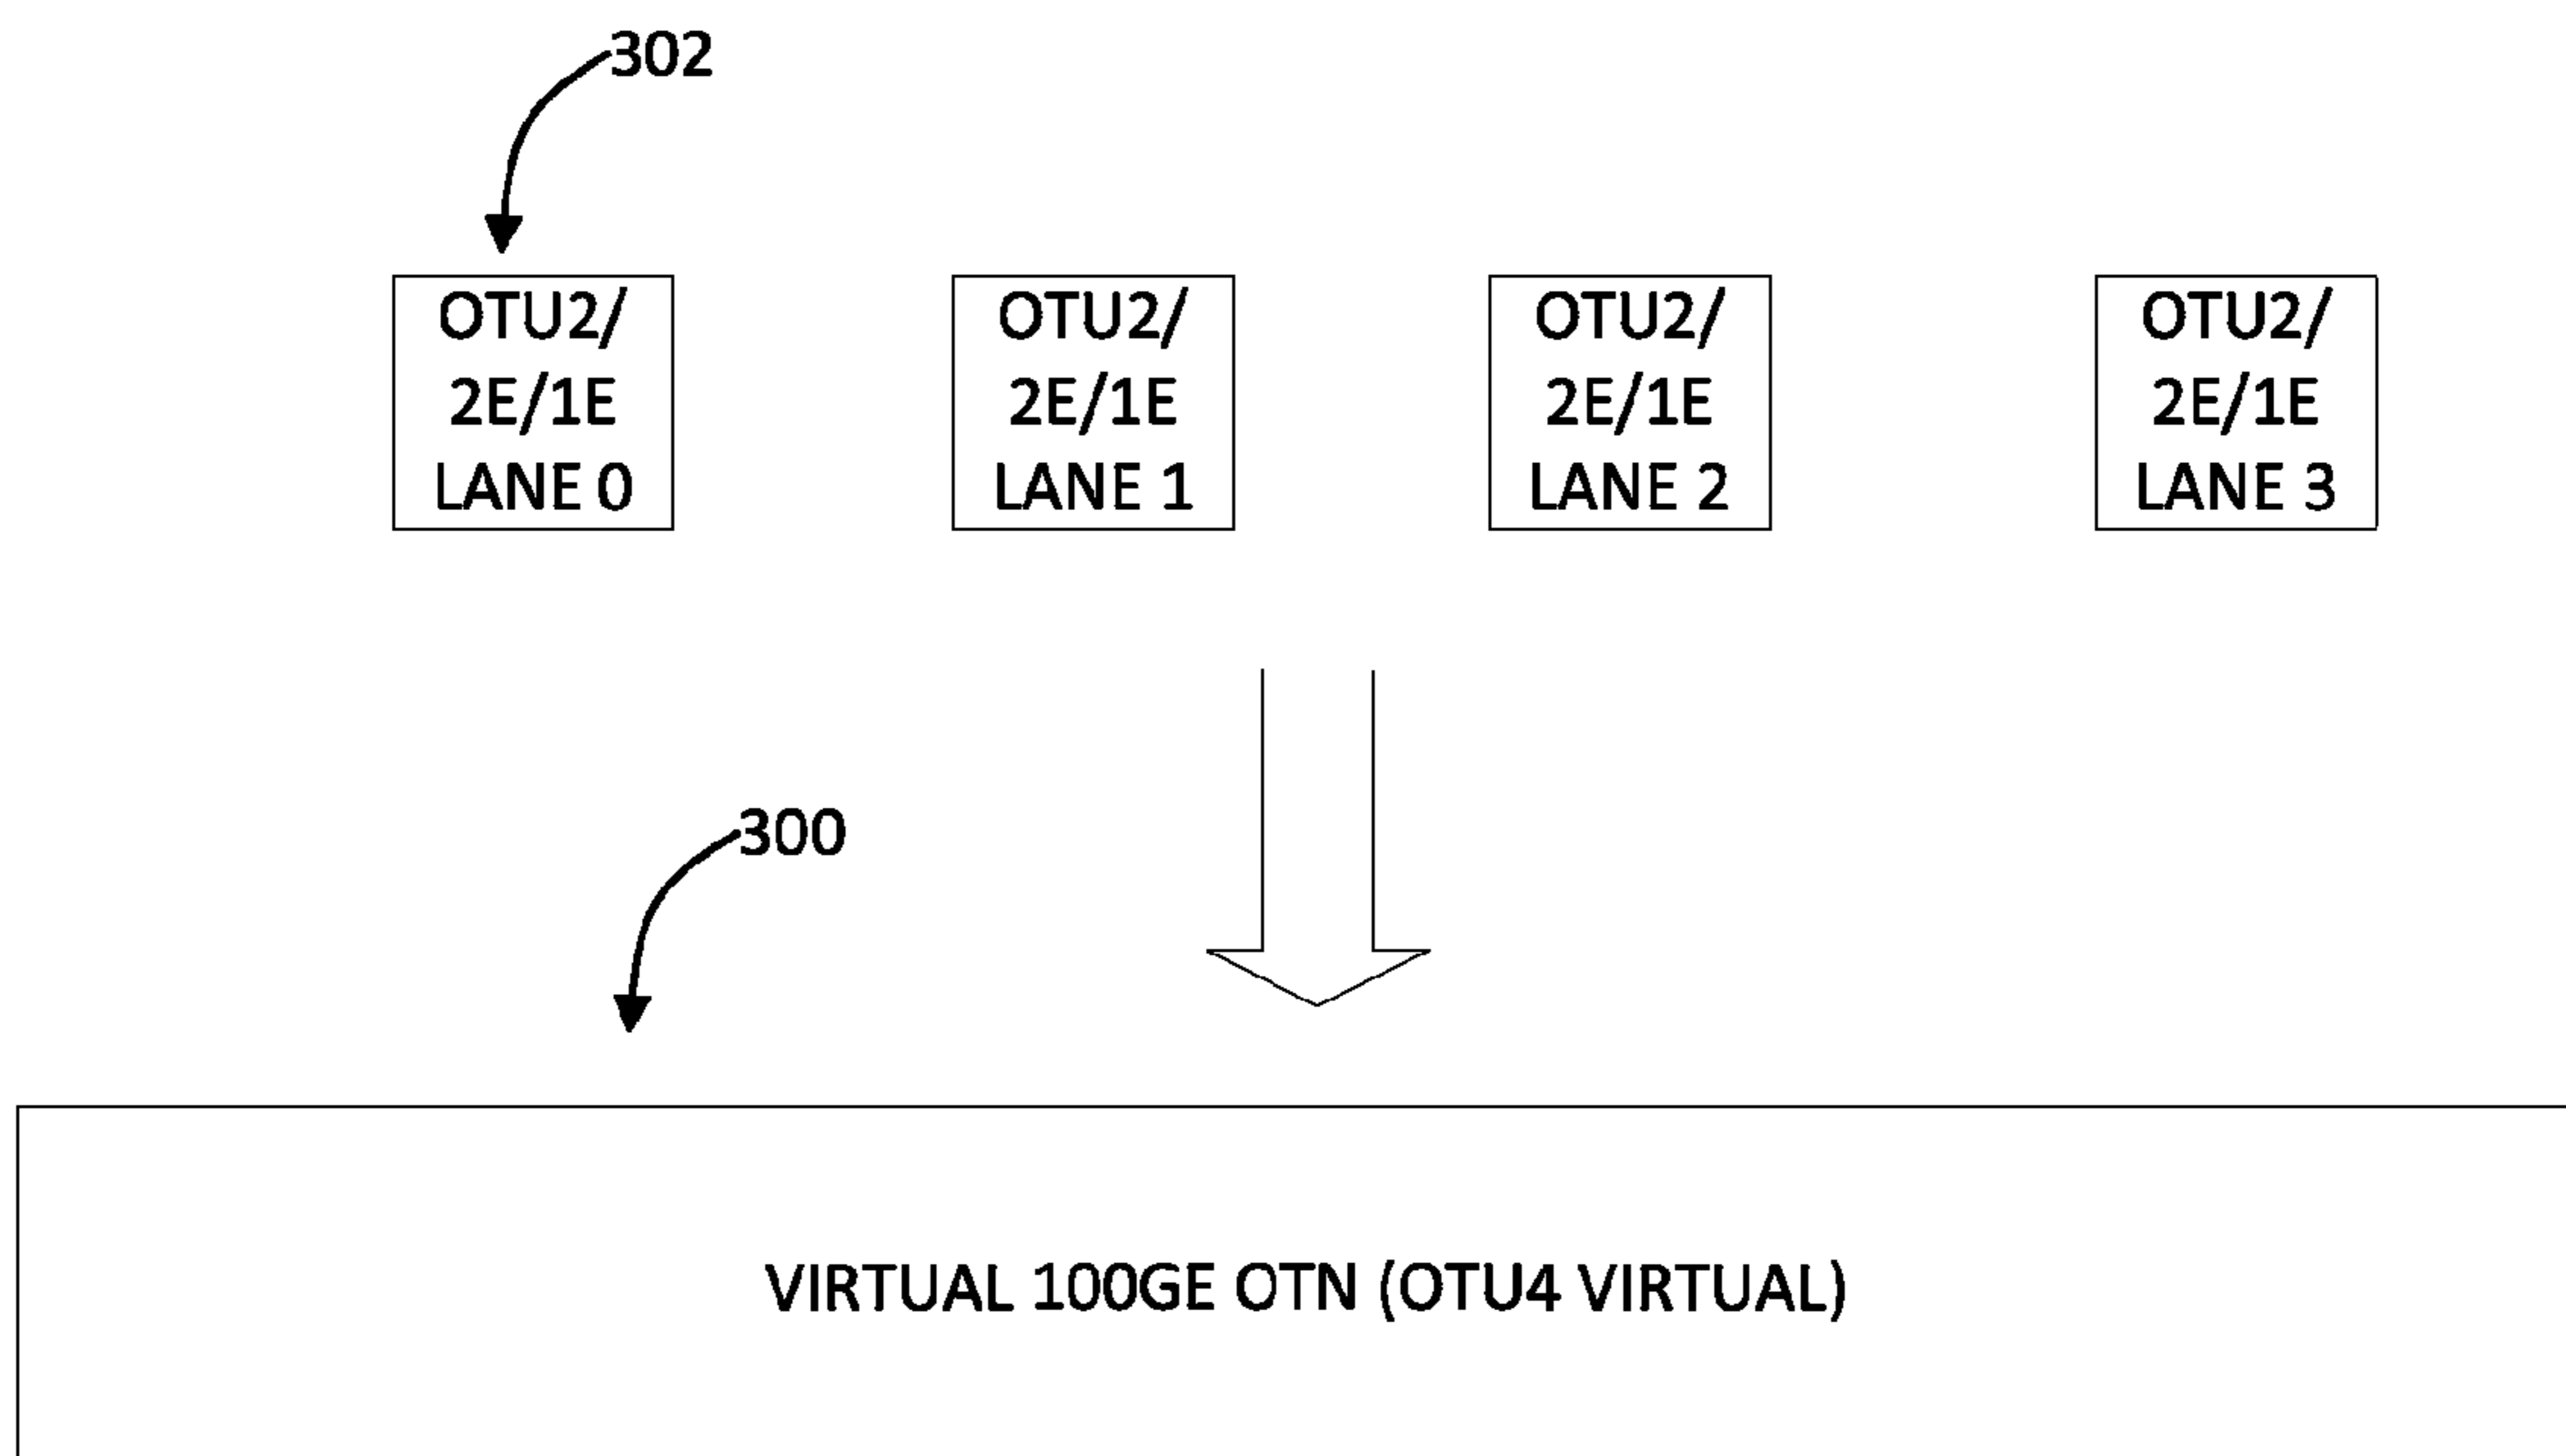 302
OTU2/
2E/1E
LANE 0
OTU2/
2E/1E
LANE 1
OTU2/
2E/1E
LANE 2
OTU2/
2E/1E
LANE 3
300
VIRTUAL 100GE OTN (OTU4 VIRTUAL)